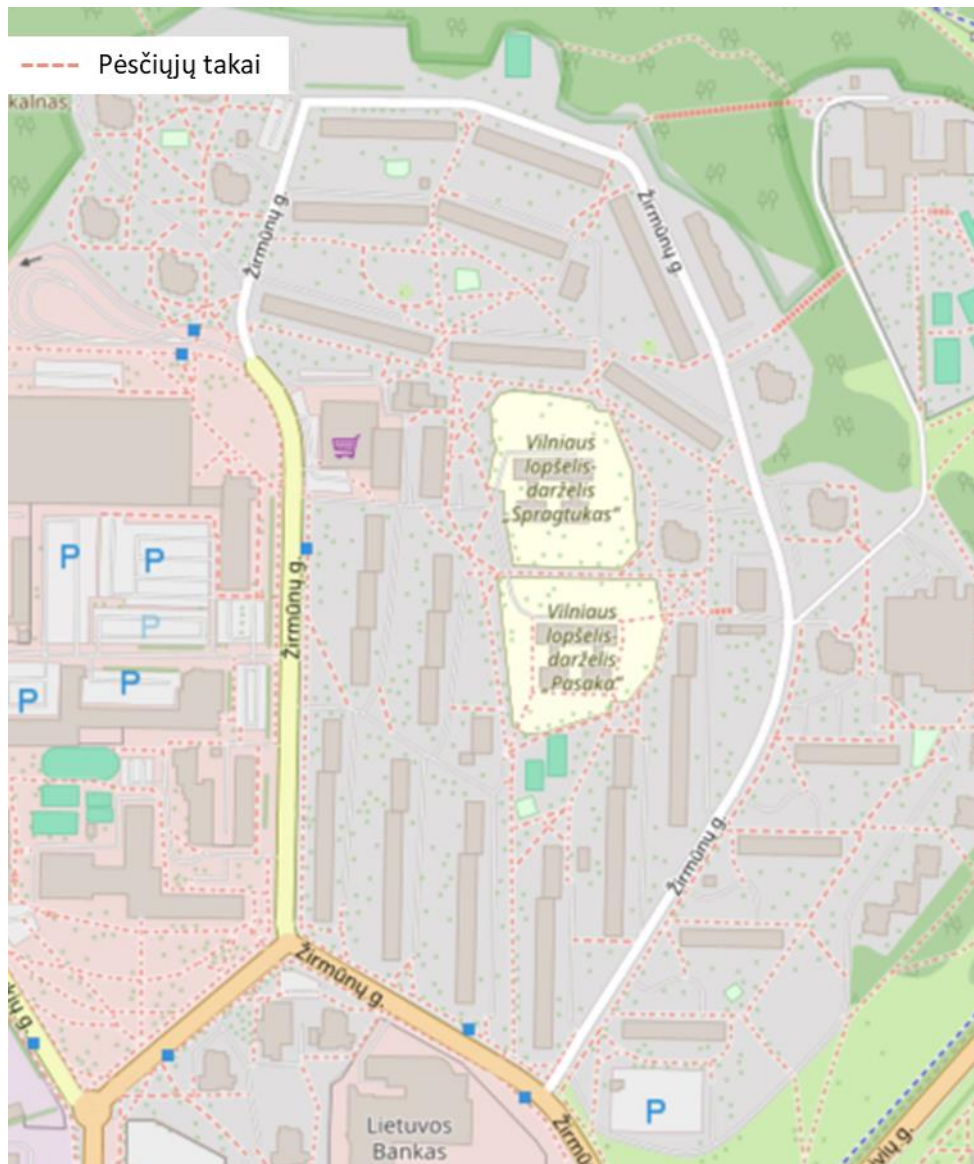 Pėsčiųjų takai
kalnas
Žirmūnų g.
Žirmūnų g.
Vilniaus
lopšelis-
darželis
„Spragtukas“
P
P
Žirmūnų g.
P
Vilniaus
lopšelis-
darželis
„Pasaka“
P
P
Žirmūnų g.
Žirmūnų g.
P
Lietuvos
Bankas